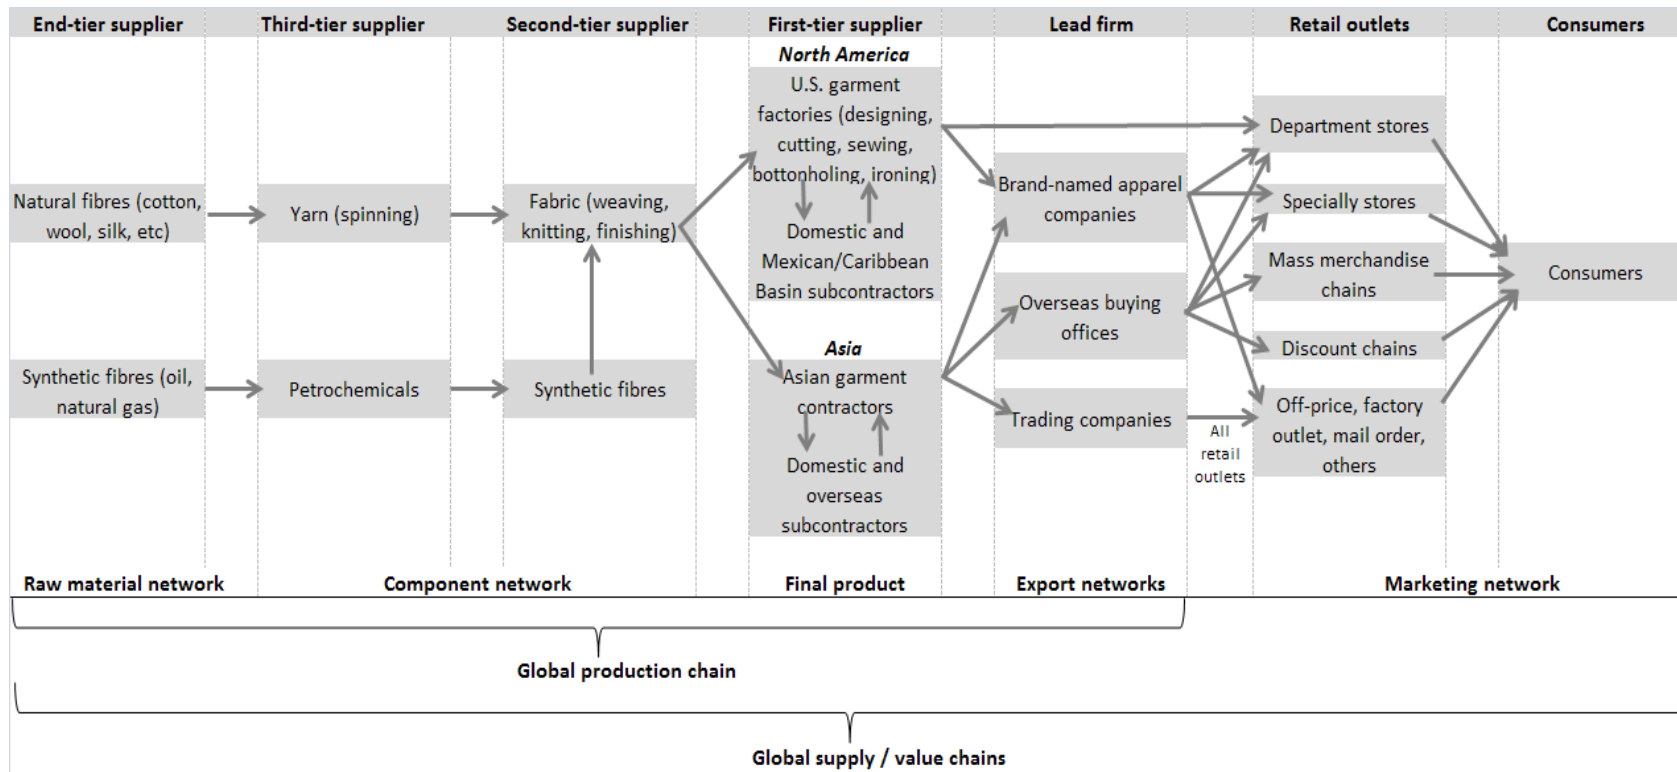 End-tier supplier
Third-tier supplier
Second-tier supplier
First-tier supplier
Lead firm
Retail outlets
Consumers
North America
U.S. garment
factories (designing,
cutting, sewing,
bottonholing, ironing)
Domestic and
Mexican/Caribbean
Basin subcontractors
Natural fibres (cotton,
wool, silk, etc)
Yarn (spinning)
Fabric (weaving,
knitting, finishing)
Brand-named apparel
companies
Overseas buying
offices
Trading companies
Department stores
Specially stores
Mass merchandise
chains
Discount chains
Off-price, factory
outlet, mail order,
others
All
retail
outlets
Consumers
Synthetic fibres (oil,
natural gas)
Petrochemicals
Synthetic fibres
Asia
Asian garment
contractors
Domestic and
overseas
subcontractors
Raw material network
Component network
Final product
Export networks
Marketing network
Global production chain
Global supply / value chains